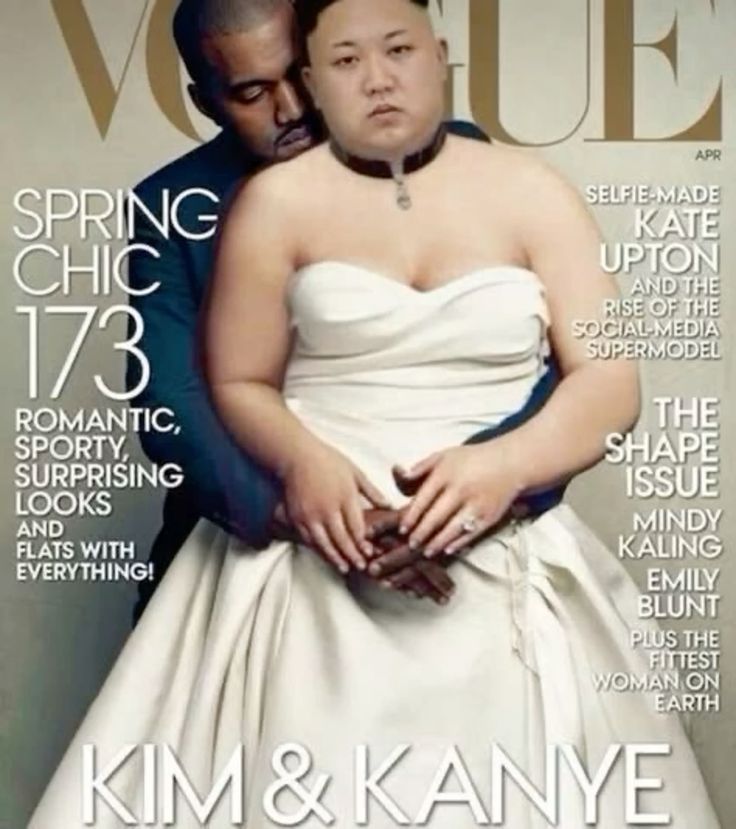 VOGUE
APR
SPRING
CHIC
173
ROMANTIC,
SPORTY,
SURPRISING
LOOKS
AND
FLATS WITH
EVERYTHING!
SELFIE-MADE
KATE
UPTON
AND THE
RISE OF THE
SOCIAL-MEDIA
SUPERMODEL
THE
SHAPE
ISSUE
MINDY
KALING
EMILY
BLUNT
PLUS THE
FITTEST
WOMAN ON
EARTH
KIM & KANYE